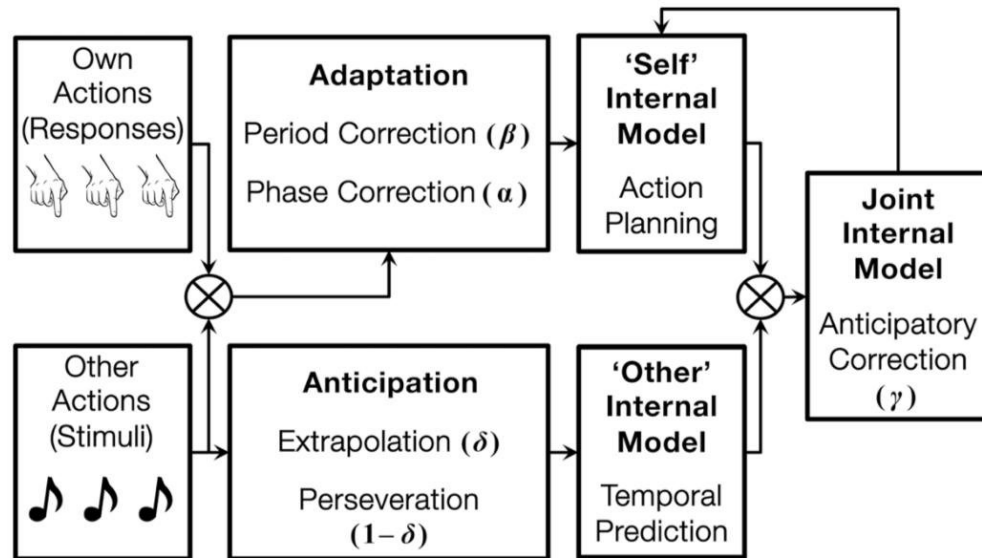 Own
Actions
(Responses)
Adaptation
Period Correction (β)
Phase Correction (α)
‘Self’
Internal
Model
Action
Planning
Joint
Internal
Model
Anticipatory
Correction
(γ)
Other
Actions
(Stimuli)
Anticipation
Extrapolation (δ)
Perseveration
(1– δ)
‘Other’
Internal
Model
Temporal
Prediction